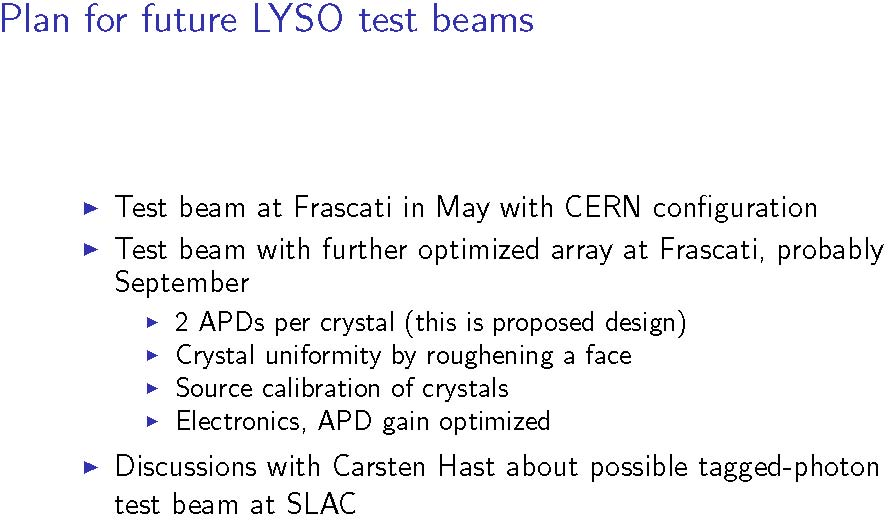 Plan for future LYSO test beams
Test beam at Frascati in May with CERN configuration
Test beam with further optimized array at Frascati, probably
September
2 APDs per crystal (this is proposed design)
Crystal uniformity by roughening a face
Source calibration of crystals
Electronics, APD gain optimized
Discussions with Carsten Hast about possible tagged-photon
test beam at SLAC